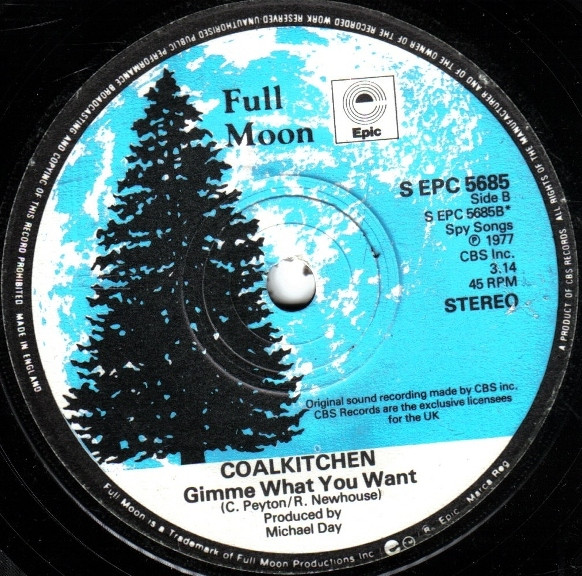 ALL RIGHTS OF THE MANUFACTURER AND OF THE OWNER OF THE RECORDED WORK RESERVED UNAUTHORISED PUBLIC PERFORMANCE BROADCASTING AND COPYING OF THIS RECORD PROHIBITED. MADE IN ENGLAND
Full
Moon
Epic
S EPC 5685
Side B
S EPC 5685B*
Spy Songs
℗ 1977
CBS Inc.
3.14
45 RPM
STEREO
Original sound recording made by CBS inc.
CBS Records are the exclusive licensees
for the UK
COALKITCHEN
Gimme What You Want
(C. Peyton/R. Newhouse)
Produced by
Michael Day
Full Moon is a Trademark of Full Moon Productions Inc.
R. Epic, Marca Reg
A PRODUCT OF CBS RECORDS